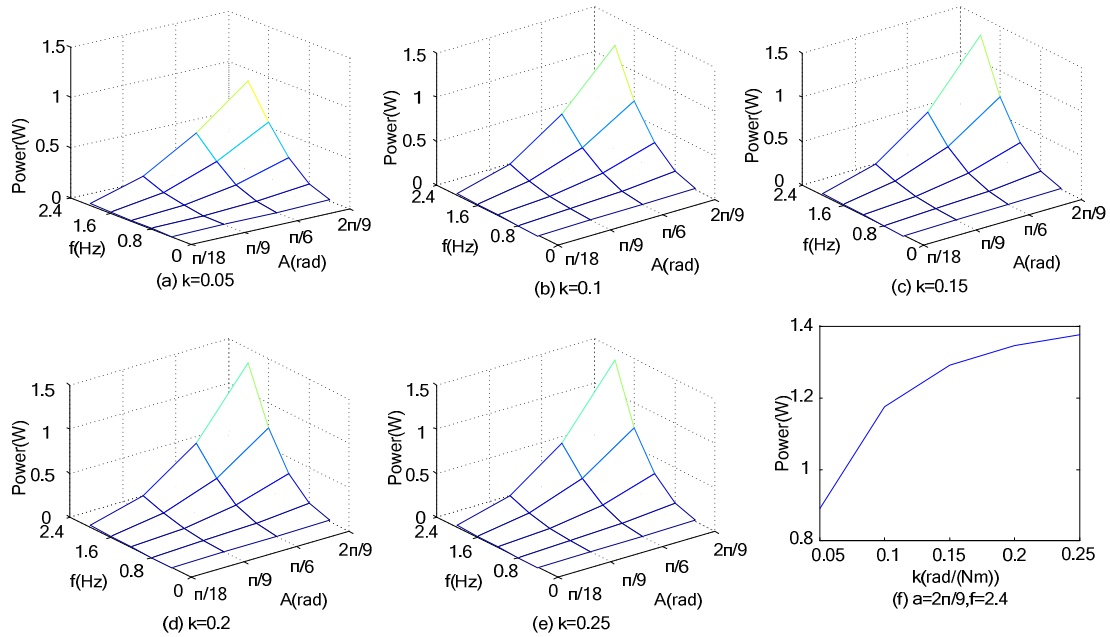 1.5
1
0.5
0
Power(W)
2.4
1.6
0.8
0
f(Hz)
π/18
π/9
π/6
2π/9
A(rad)
(a) k=0.05
1.5
1
0.5
0
Power(W)
2.4
1.6
0.8
0
f(Hz)
π/18
π/9
π/6
2π/9
A(rad)
(b) k=0.1
1.5
1
0.5
0
Power(W)
2.4
1.6
0.8
0
f(Hz)
π/18
π/9
π/6
2π/9
A(rad)
(c) k=0.15
1.5
1
0.5
0
Power(W)
2.4
1.6
0.8
0
f(Hz)
π/18
π/9
π/6
2π/9
A(rad)
(d) k=0.2
1.5
1
0.5
0
Power(W)
2.4
1.6
0.8
0
f(Hz)
π/18
π/9
π/6
2π/9
A(rad)
(e) k=0.25
1.4
1.2
1
0.8
Power(W)
0.05
0.1
0.15
0.2
0.25
k(rad/(Nm))
(f) a=2π/9,f=2.4